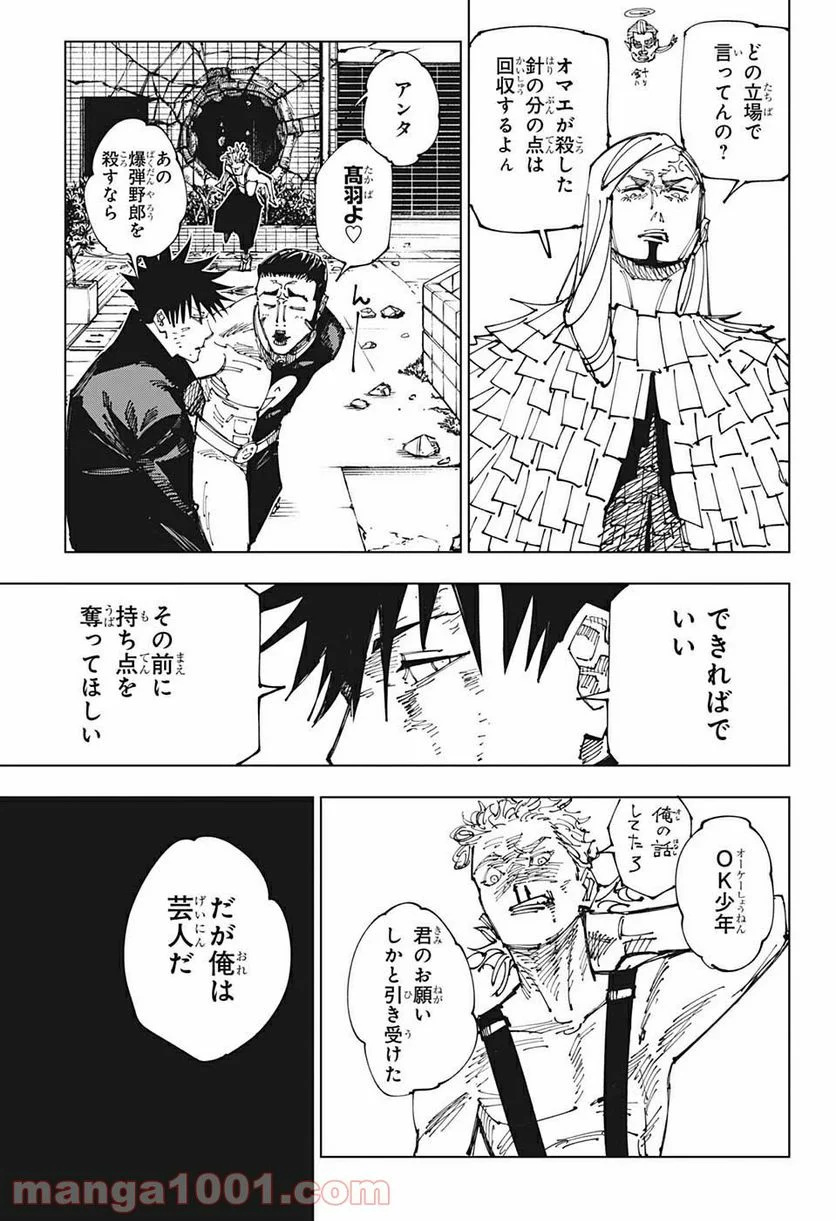 どの立場で
言ってんの?
針
オマエが殺した
針の分の点は
回収するよん
アンタ
髙羽よ♡
ん〜
あの
爆弾野郎を
殺すなら
できればで
いい
その前に
持ち点を
奪ってほしい
俺の話
してたろ
OK少年
君のお願い
しかと引き受けた
だが俺は
芸人だ
manga1001.com